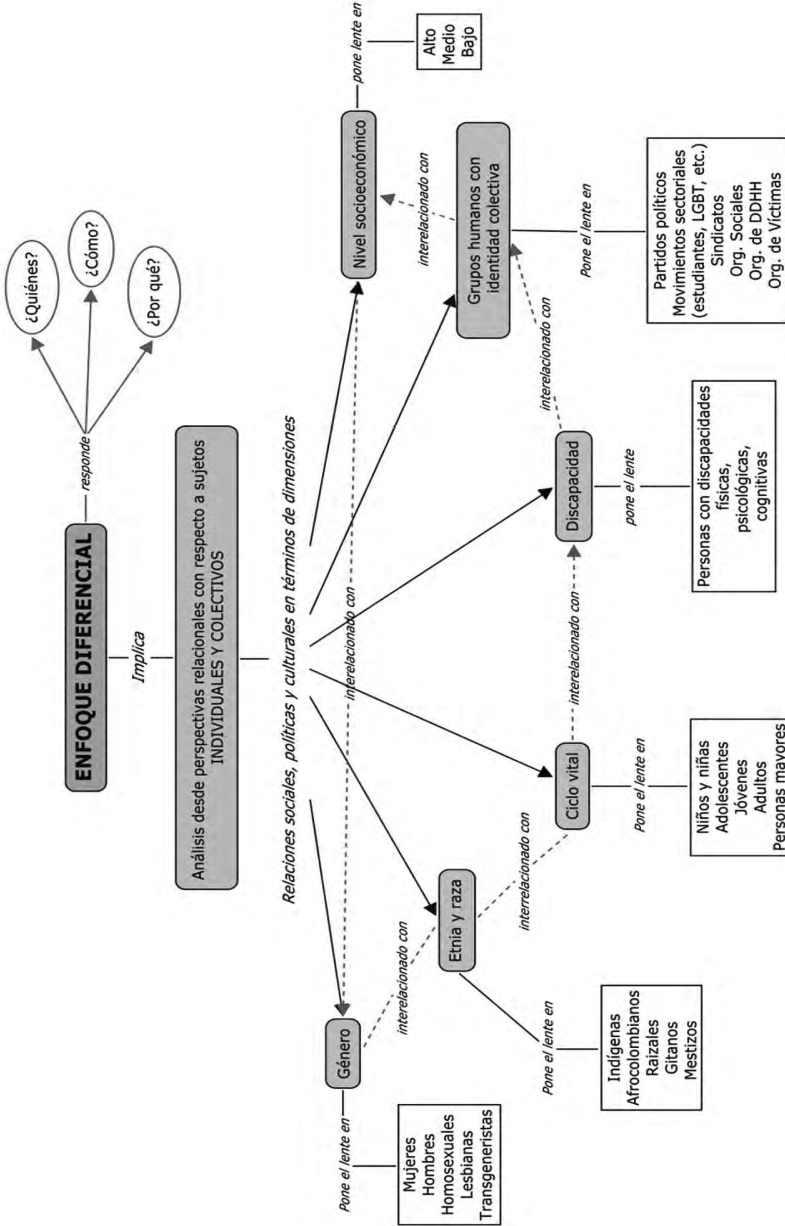 ENFOQUE DIFERENCIAL
responde
¿Quiénes?
¿Cómo?
¿Por qué?
Implica
Análisis desde perspectivas relacionales con respecto a sujetos
INDIVIDUALES Y COLECTIVOS
Relaciones sociales, políticas y culturales en términos de dimensiones
Género
Pone el lente en
Mujeres
Hombres
Homosexuales
Lesbianas
Transgeneristas
interelacionado con
Etnia y raza
Pone el lente en
Indígenas
Afrocolombianos
Raizales
Gitanos
Mestizos
interrelacionado con
Ciclo vital
Pone el lente en
Niños y niñas
Adolescentes
Jóvenes
Adultos
Personas mayores
interelacionado con
Discapacidad
pone el lente
Personas con discapacidades
físicas,
psicológicas,
cognitivas
interelacionado con
Grupos humanos con
identidad colectiva
Pone el lente en
Partidos políticos
Movimientos sectoriales
(estudiantes, LGBT, etc.)
Sindicatos
Org. Sociales
Org. de DDHH
Org. de Víctimas
interelacionado con
Nivel socioeconómico
pone lente en
Alto
Medio
Bajo
interelacionado con